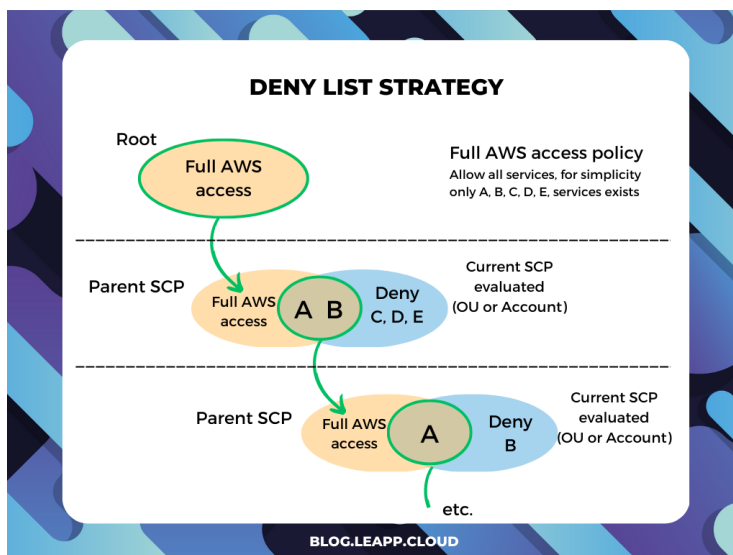 DENY LIST STRATEGY
Root
Full AWS
access
Full AWS access policy
Allow all services, for simplicity
only A, B, C, D, E, services exists
Parent SCP
Full AWS
access
A B
Deny
C, D, E
Current SCP
evaluated
(OU or Account)
Parent SCP
Full AWS
access
A
Deny
B
Current SCP
evaluated
(OU or Account)
etc.
BLOG.LEAPP.CLOUD